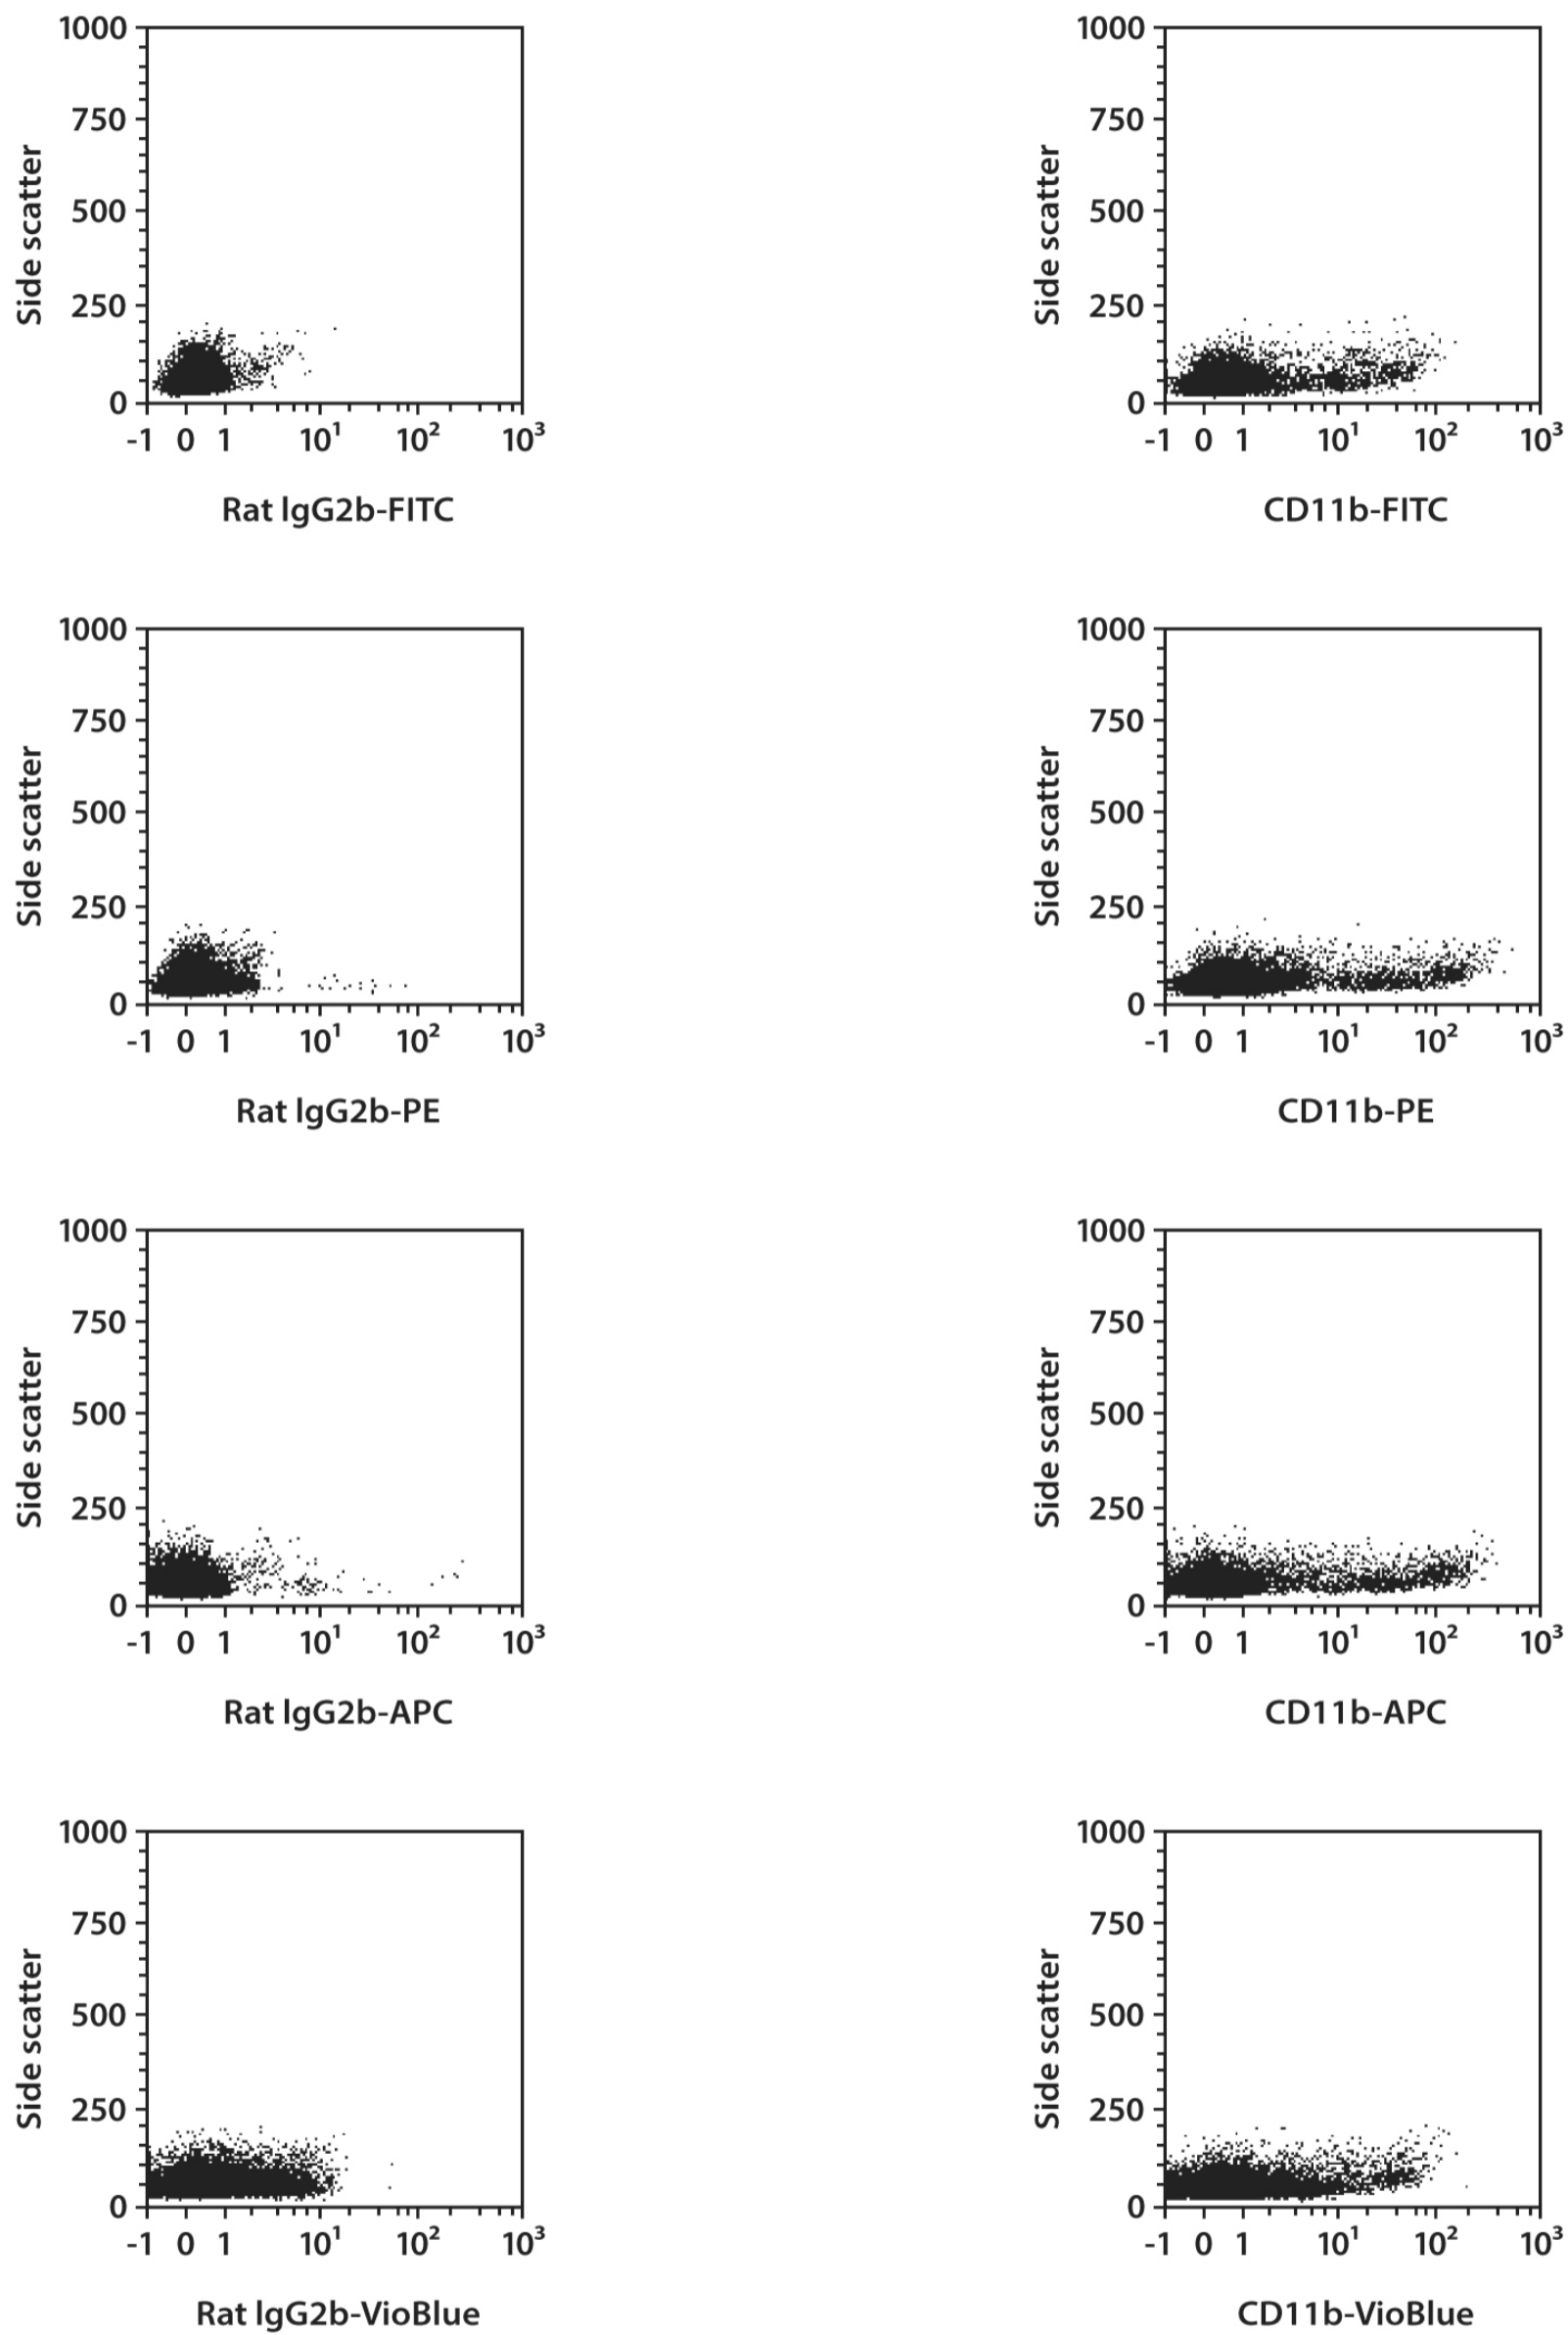 1000 1000
750 750
500 500
250 250
0 0
Side scatter Side scatter
-1 0 1 10¹ 10² 10³ -1 0 1 10¹ 10² 10³
Rat IgG2b-FITC CD11b-FITC
1000 1000
750 750
500 500
250 250
0 0
Side scatter Side scatter
-1 0 1 10¹ 10² 10³ -1 0 1 10¹ 10² 10³
Rat IgG2b-PE CD11b-PE
1000 1000
750 750
500 500
250 250
0 0
Side scatter Side scatter
-1 0 1 10¹ 10² 10³ -1 0 1 10¹ 10² 10³
Rat IgG2b-APC CD11b-APC
1000 1000
750 750
500 500
250 250
0 0
Side scatter Side scatter
-1 0 1 10¹ 10² 10³ -1 0 1 10¹ 10² 10³
Rat IgG2b-VioBlue CD11b-VioBlue